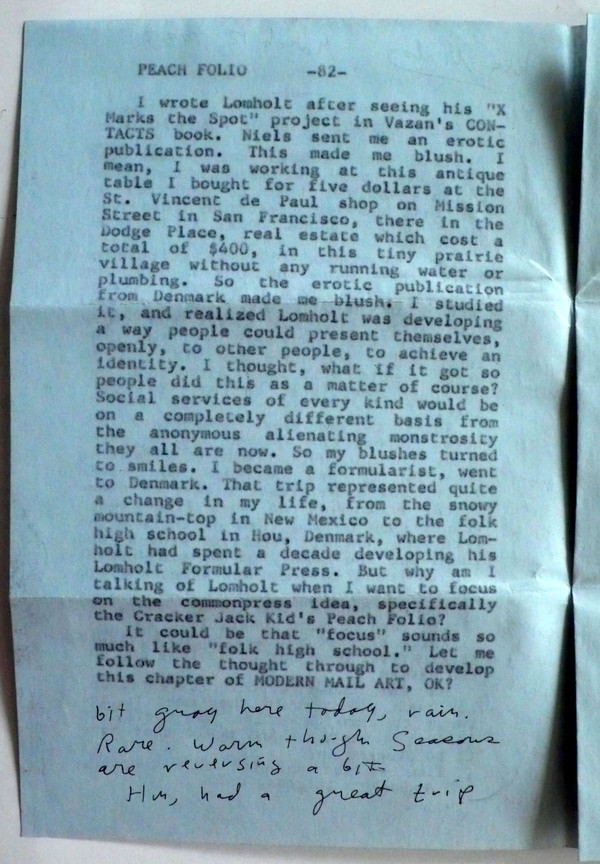 PEACH FOLIO -82-
I wrote Lomholt after seeing his "X
Marks the Spot" project in Vazan's CON-
TACTS book. Niels sent me an erotic
publication. This made me blush. I
mean, I was working at this antique
table I bought for five dollars at the
St. Vincent de Paul shop on Mission
Street in San Francisco, there in the
Dodge Place, real estate which cost a
total of $400, in this tiny prairie
village without any running water or
plumbing. So the erotic publication
from Denmark made me blush. I studied
it, and realized Lomholt was developing
a way people could present themselves,
openly, to other people, to achieve an
identity. I thought, what if it got so
people did this as a matter of course?
Social services of every kind would be
on a completely different basis from
the anonymous alienating monstrosity
they all are now. So my blushes turned
to smiles. I became a formularist, went
to Denmark. That trip represented quite
a change in my life, from the snowy
mountain-top in New Mexico to the folk
high school in Hou, Denmark, where Lom-
holt had spent a decade developing his
Lomholt Formular Press. But why am I
talking of Lomholt when I want to focus
on the commonpress idea, specifically
the Cracker Jack Kid's Peach Folio?
It could be that "focus" sounds so
much like "folk high school." Let me
follow the thought through to develop
this chapter of MODERN MAIL ART, OK?
bit gray here today, rain.
Rare. Warm though Seasons
are reversing a bit
Hm, had a great trip